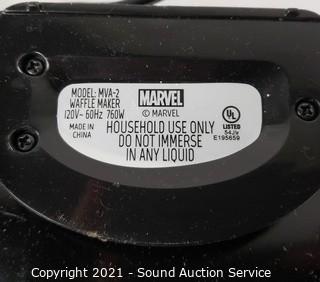 MODEL: MVA-2
WAFFLE MAKER
120V~ 60Hz 760W
MADE IN
CHINA
MARVEL
© MARVEL
UL
LISTED
54J/a
E195659
HOUSEHOLD USE ONLY
DO NOT IMMERSE
IN ANY LIQUID
Copyright 2021 - Sound Auction Service